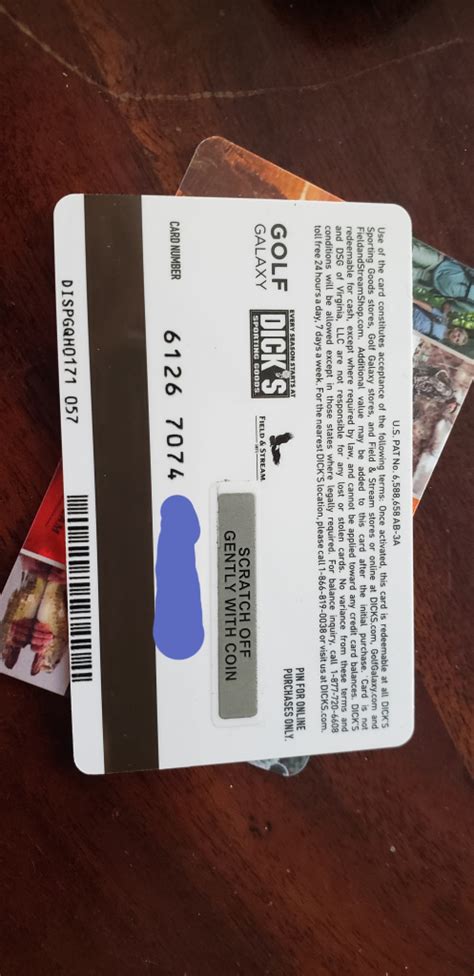 U.S. PAT No. 6,588,658 AB-3A
Use of the card constitutes acceptance of the following terms: Once activated, this card is redeemable at all DICK'S
Sporting Goods stores, Golf Galaxy stores, and Field & Stream stores or online at DICKS.com, GolfGalaxy.com and
FieldandStreamShop.com. Additional value may be added to this card after the initial purchase. Card is not
redeemable for cash, except where required by law, and cannot be applied toward any credit card balances. DICK'S
and DSG of Virginia, LLC are not responsible for any lost or stolen cards. No variance from these terms and
conditions will be allowed except in those states where legally required. For balance inquiry, call 1-877-720-6608
toll free 24 hours a day, 7 days a week. For the nearest DICK'S location, please call 1-866-819-0038 or visit us at DICKS.com.
GOLF
GALAXY
EVERY SEASON STARTS AT
DICK'S
SPORTING GOODS
FIELD & STREAM
PIN FOR ONLINE
PURCHASES ONLY.
SCRATCH OFF
GENTLY WITH COIN
CARD NUMBER
6126 7074
DISPGQH0171 057